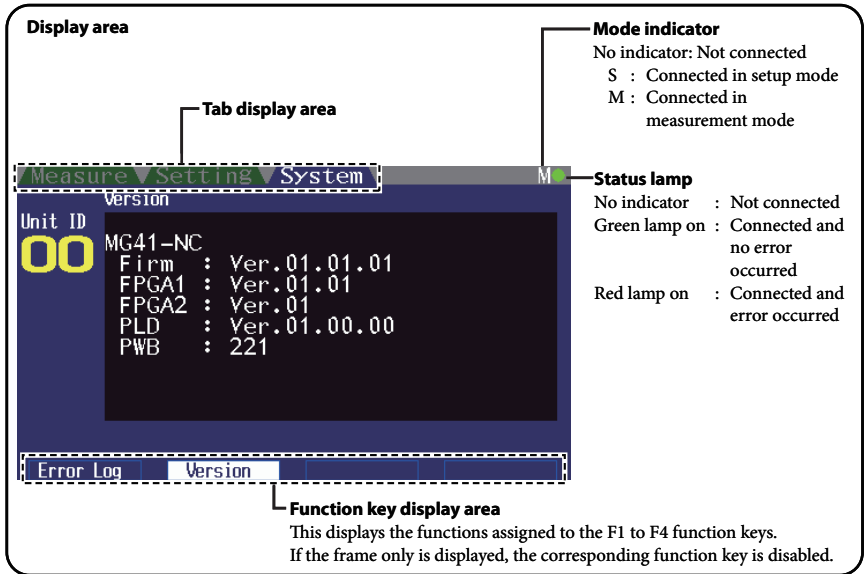 Display area
Mode indicator
No indicator: Not connected
S : Connected in setup mode
M : Connected in
measurement mode
Tab display area
Measure Setting System M
Status lamp
No indicator : Not connected
Green lamp on : Connected and
no error
occurred
Red lamp on : Connected and
error occurred
Version
Unit ID
00
MG41-NC
Firm : Ver.01.01.01
FPGA1 : Ver.01.01
FPGA2 : Ver.01
PLD : Ver.01.00.00
PWB : 221
Error Log Version
Function key display area
This displays the functions assigned to the F1 to F4 function keys.
If the frame only is displayed, the corresponding function key is disabled.